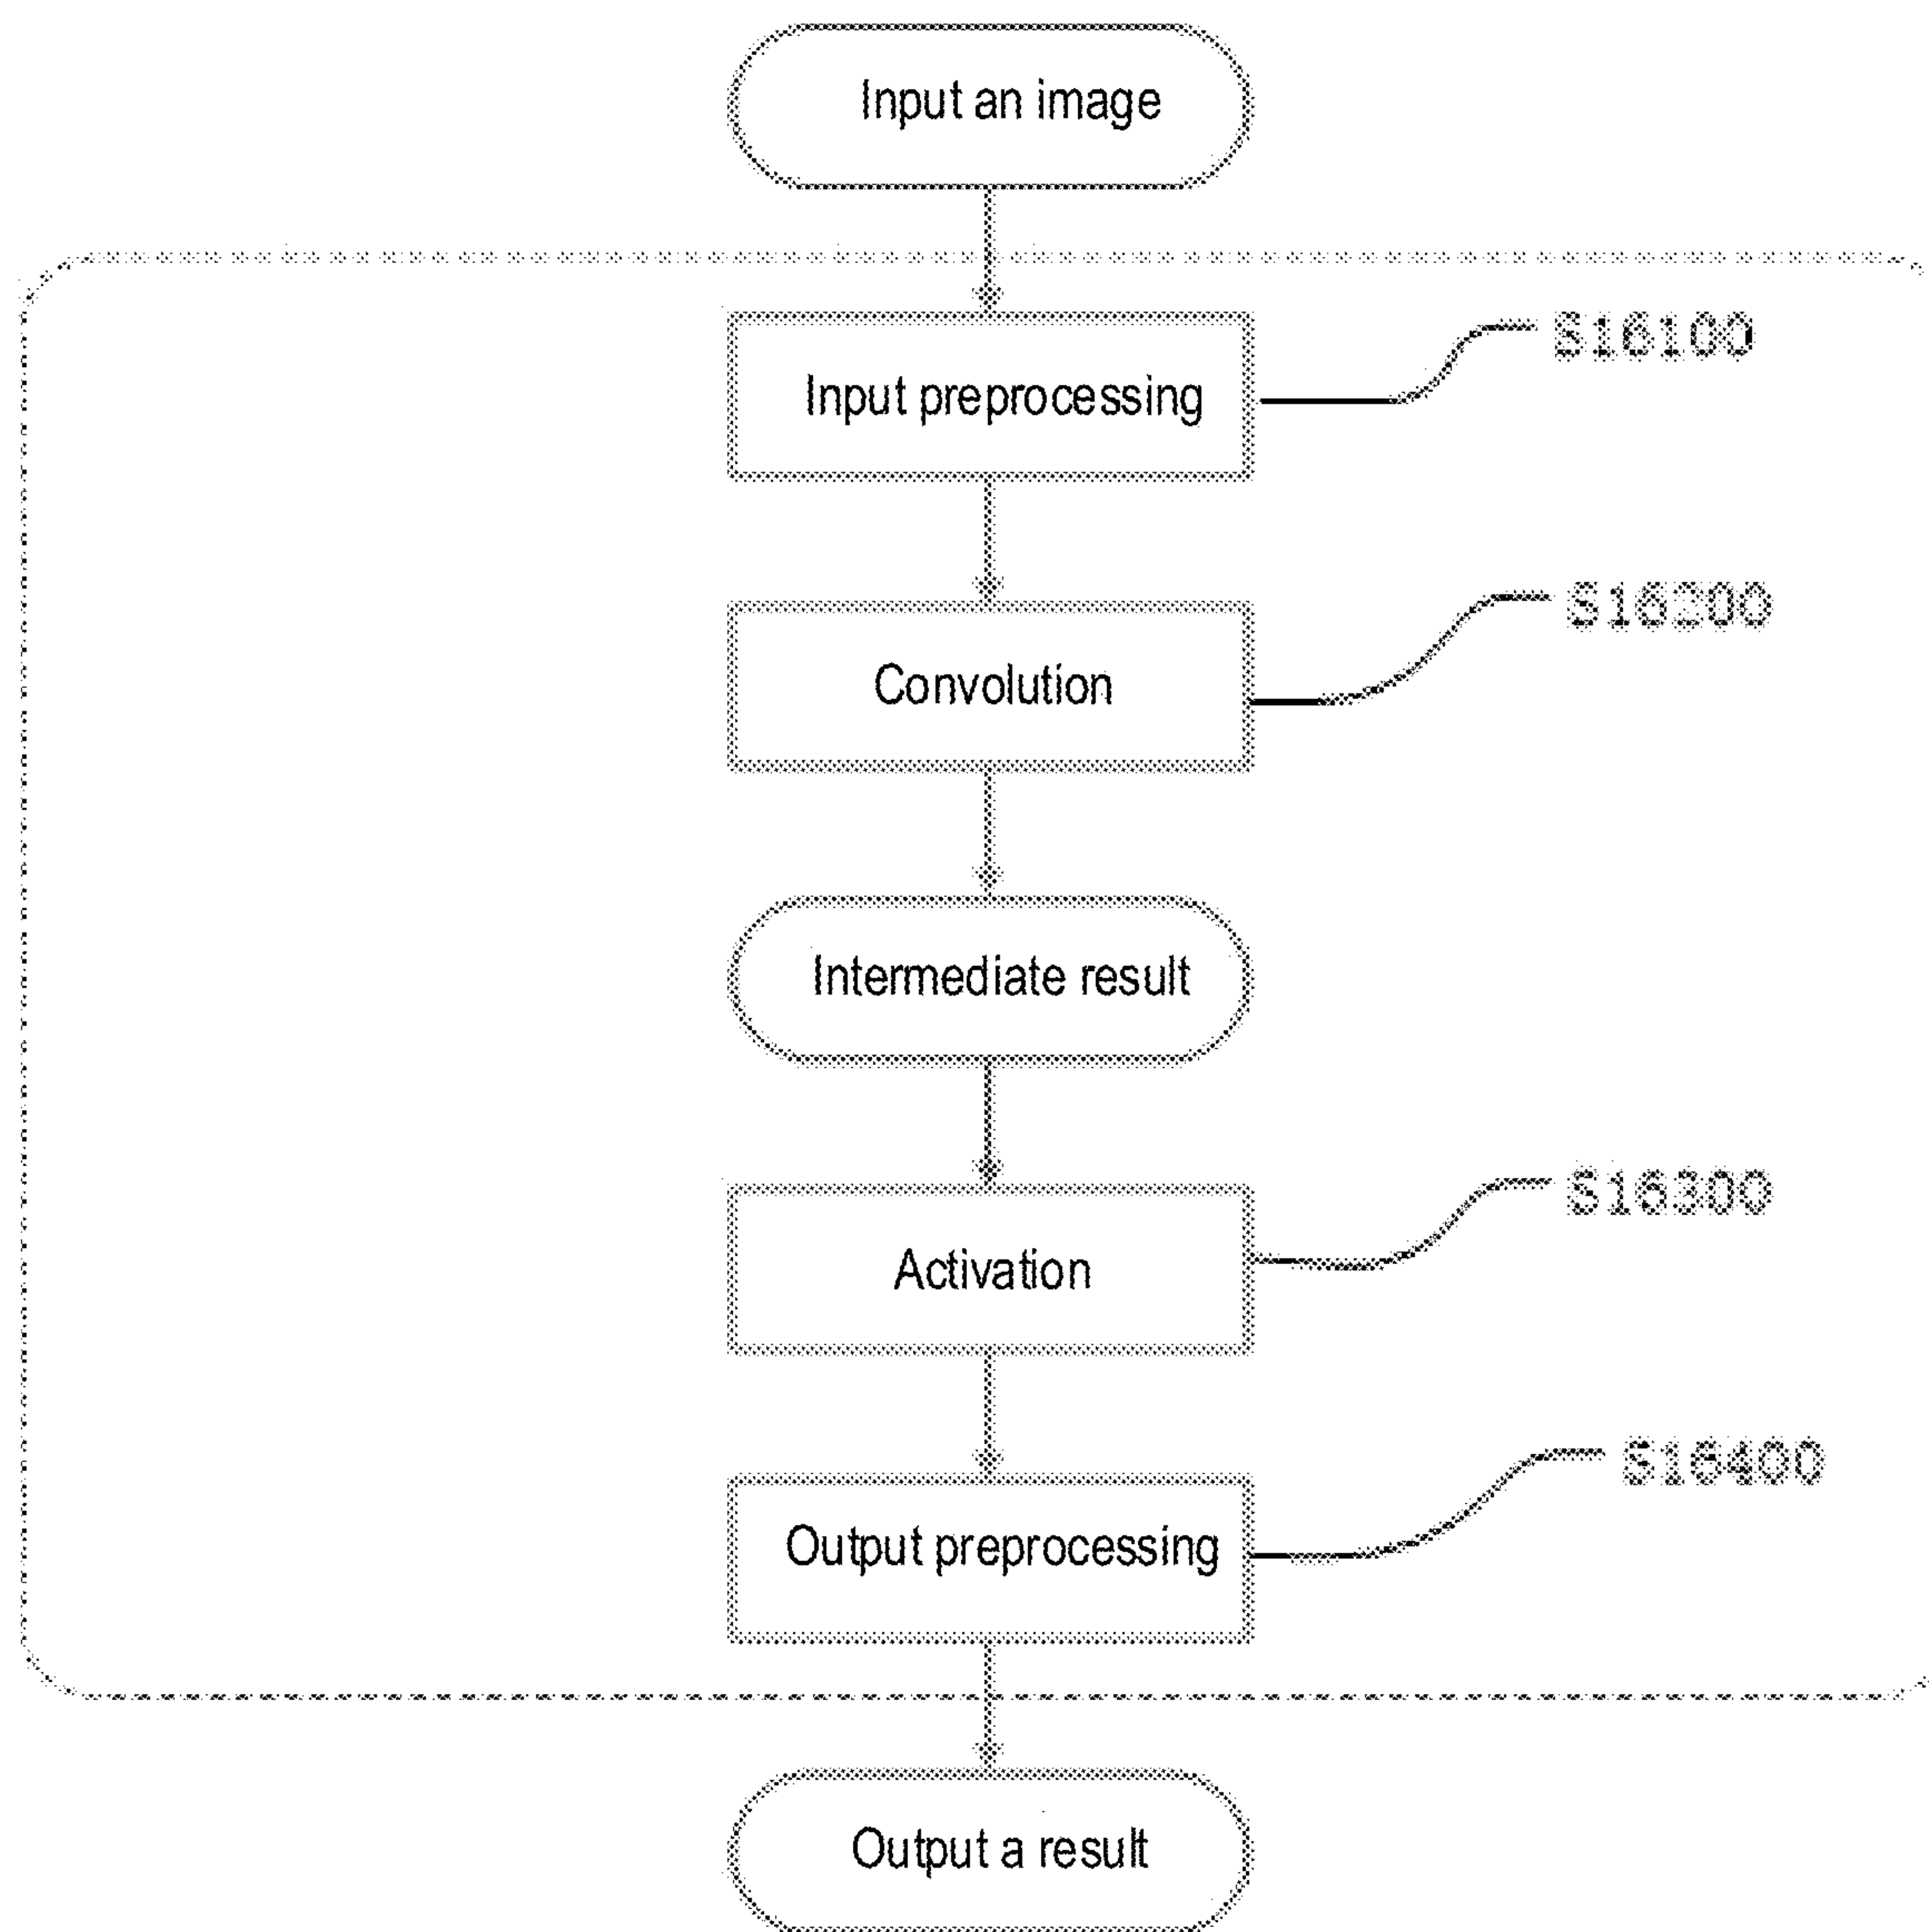 Input an image
Input preprocessing
S16100
Convolution
S16200
Intermediate result
Activation
S16300
Output preprocessing
S16400
Output a result